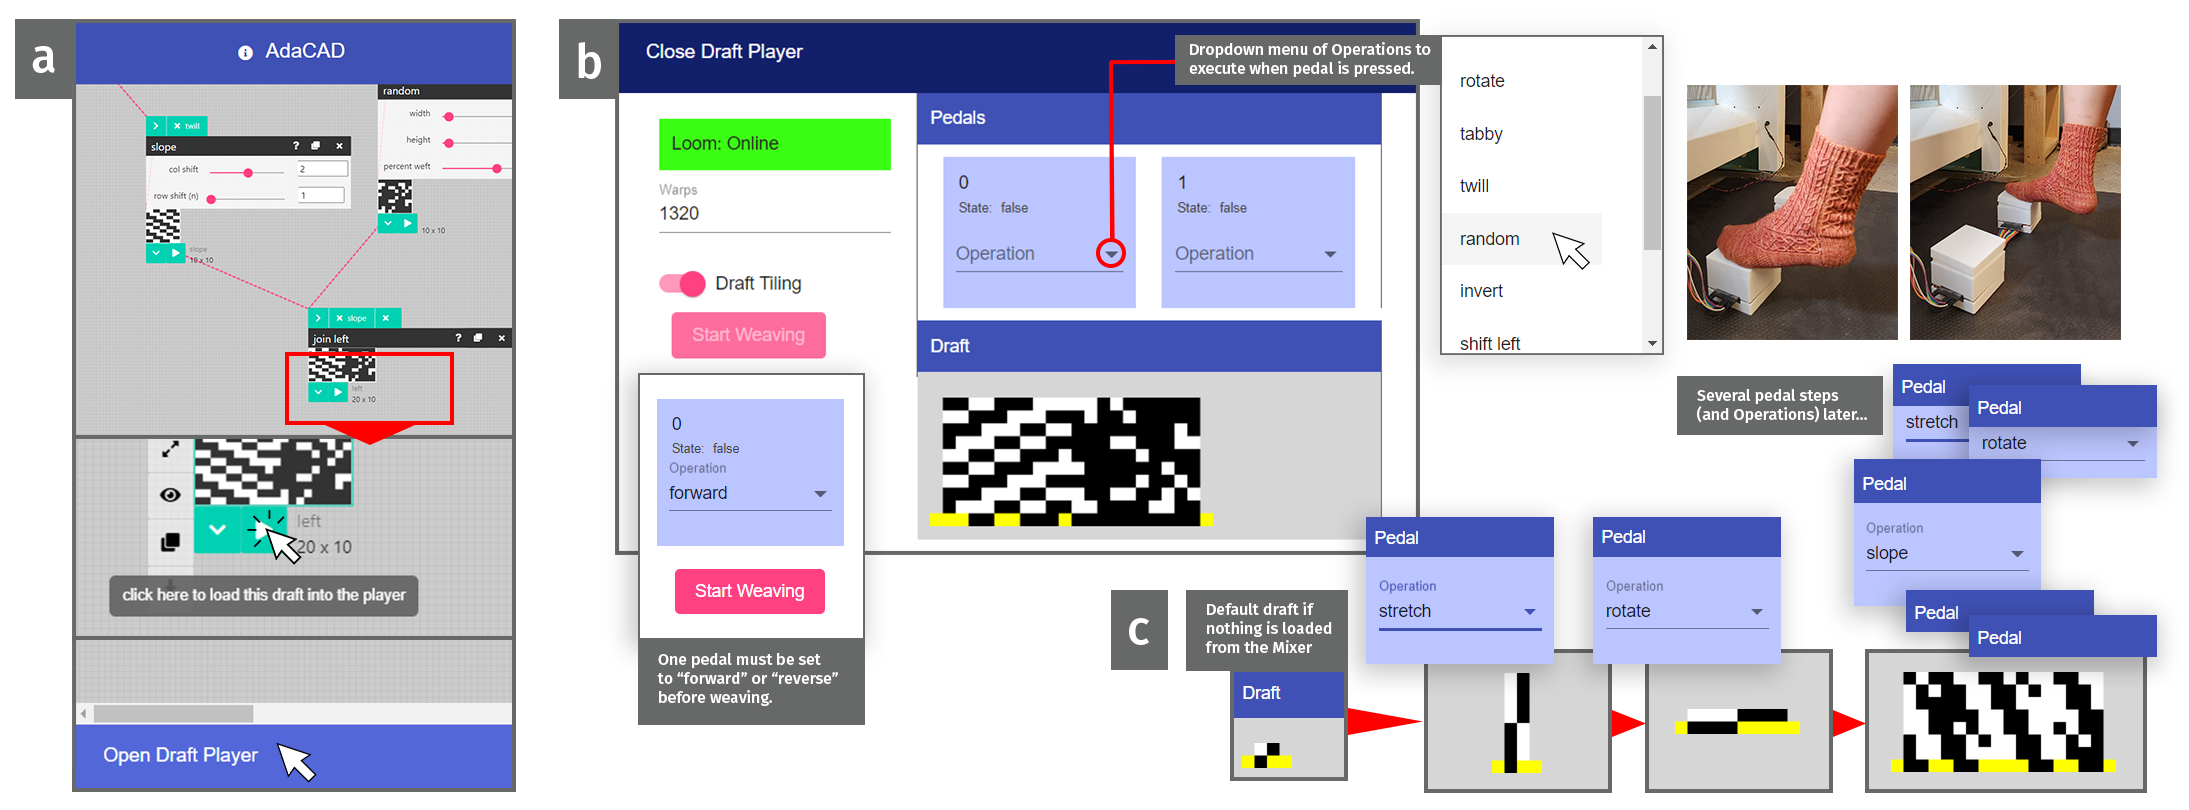 a
AdaCAD
random
width
height
percent weft
10 x 10
twill
slope
col shift
2
row shift (n)
1
slope
10 x 10
slope
join left
left
20 x 10
left
20 x 10
click here to load this draft into the player
Open Draft Player
b
Close Draft Player
Dropdown menu of Operations to
execute when pedal is pressed.
Loom: Online
Warps
1320
Draft Tiling
Start Weaving
Pedals
0
State: false
Operation
1
State: false
Operation
Draft
0
State: false
Operation
forward
Start Weaving
One pedal must be set
to “forward” or “reverse”
before weaving.
rotate
tabby
twill
random
invert
shift left
Several pedal steps
(and Operations) later...
c
Default draft if
nothing is loaded
from the Mixer
Draft
Pedal
Operation
stretch
Pedal
Operation
rotate
Pedal
stretch
Pedal
rotate
Pedal
Operation
slope
Pedal
Pedal